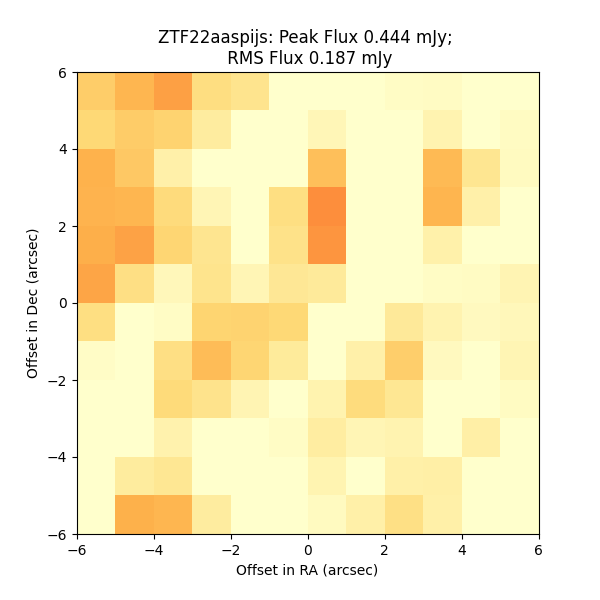 ZTF22aaspijs: Peak Flux 0.444 mJy;
RMS Flux 0.187 mJy
6
4
2
0
−2
−4
−6
Offset in Dec (arcsec)
−6 −4 −2 0 2 4 6
Offset in RA (arcsec)